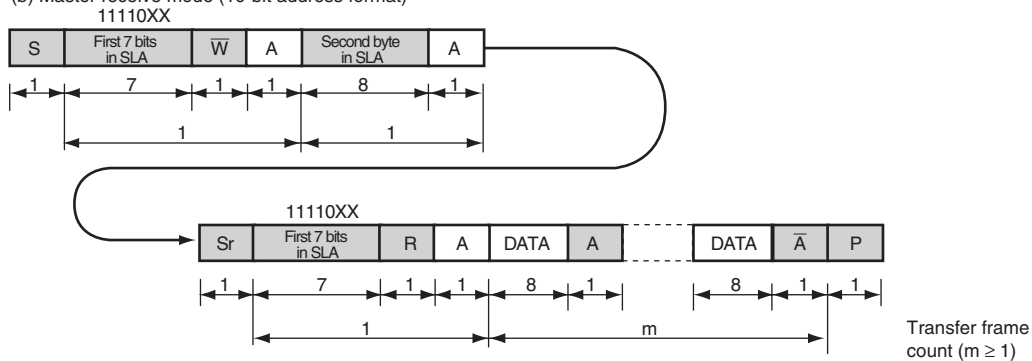 (b) Master receive mode (10-bit address format)
11110XX
S First 7 bits in SLA W̅ A Second byte in SLA A
1 7 1 1 8 1
1 1
11110XX
Sr First 7 bits in SLA R A DATA A DATA A̅ P
1 7 1 1 8 1 8 1 1
1 m
Transfer frame
count (m ≥ 1)